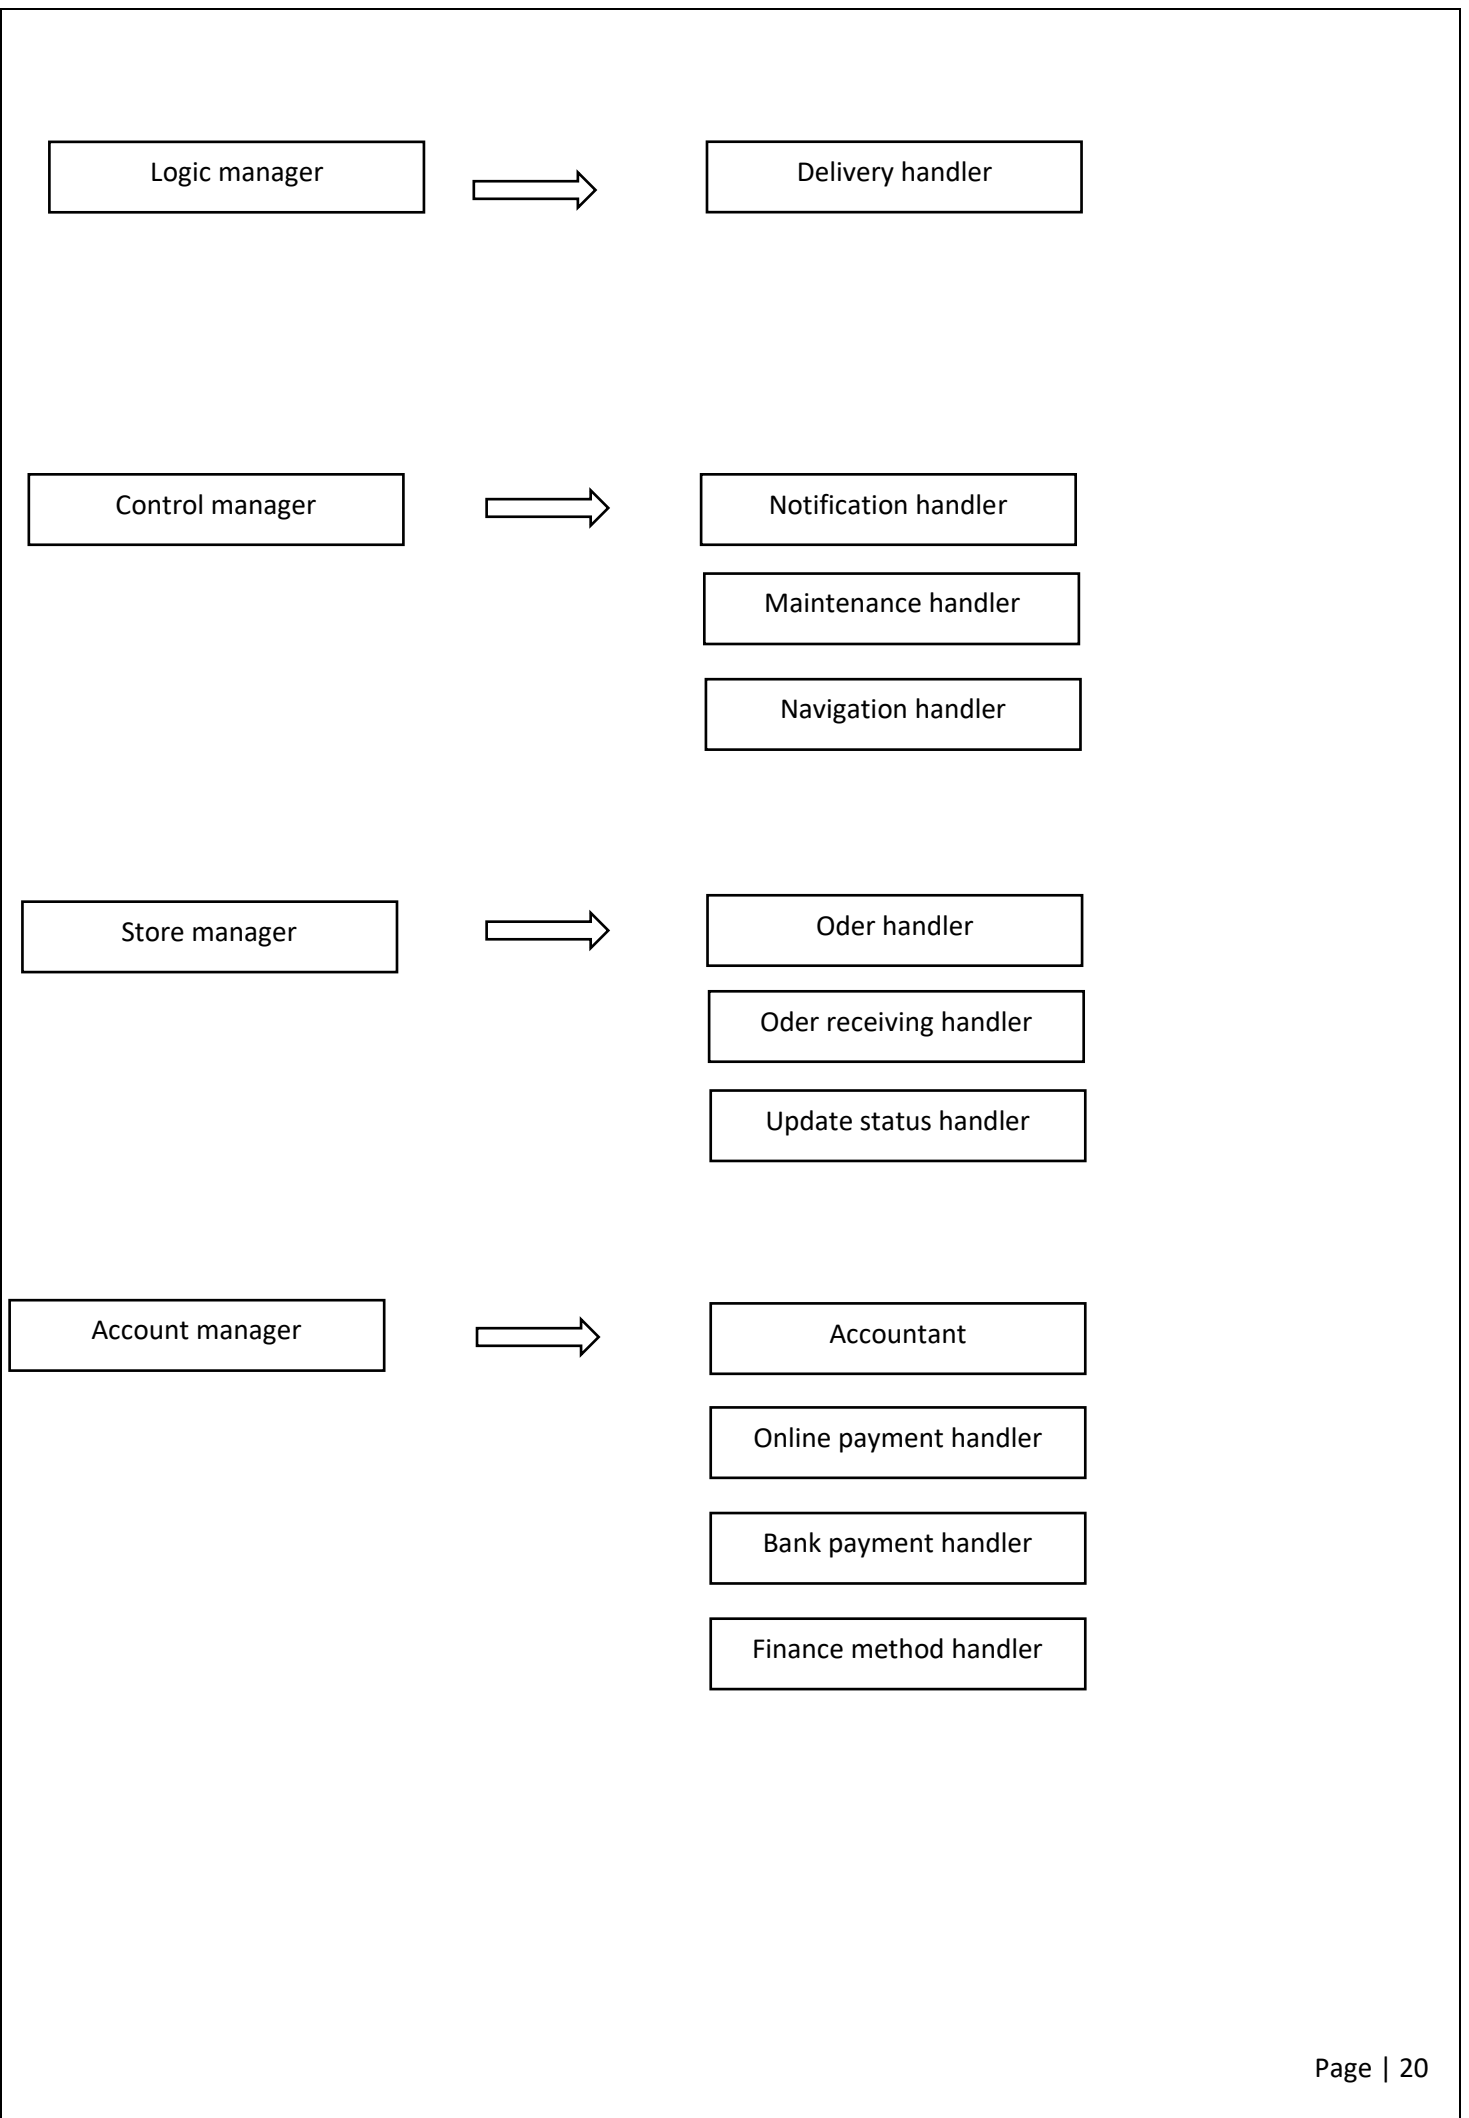 Logic manager
Delivery handler
Control manager
Notification handler
Maintenance handler
Navigation handler
Store manager
Oder handler
Oder receiving handler
Update status handler
Account manager
Accountant
Online payment handler
Bank payment handler
Finance method handler
Page | 20